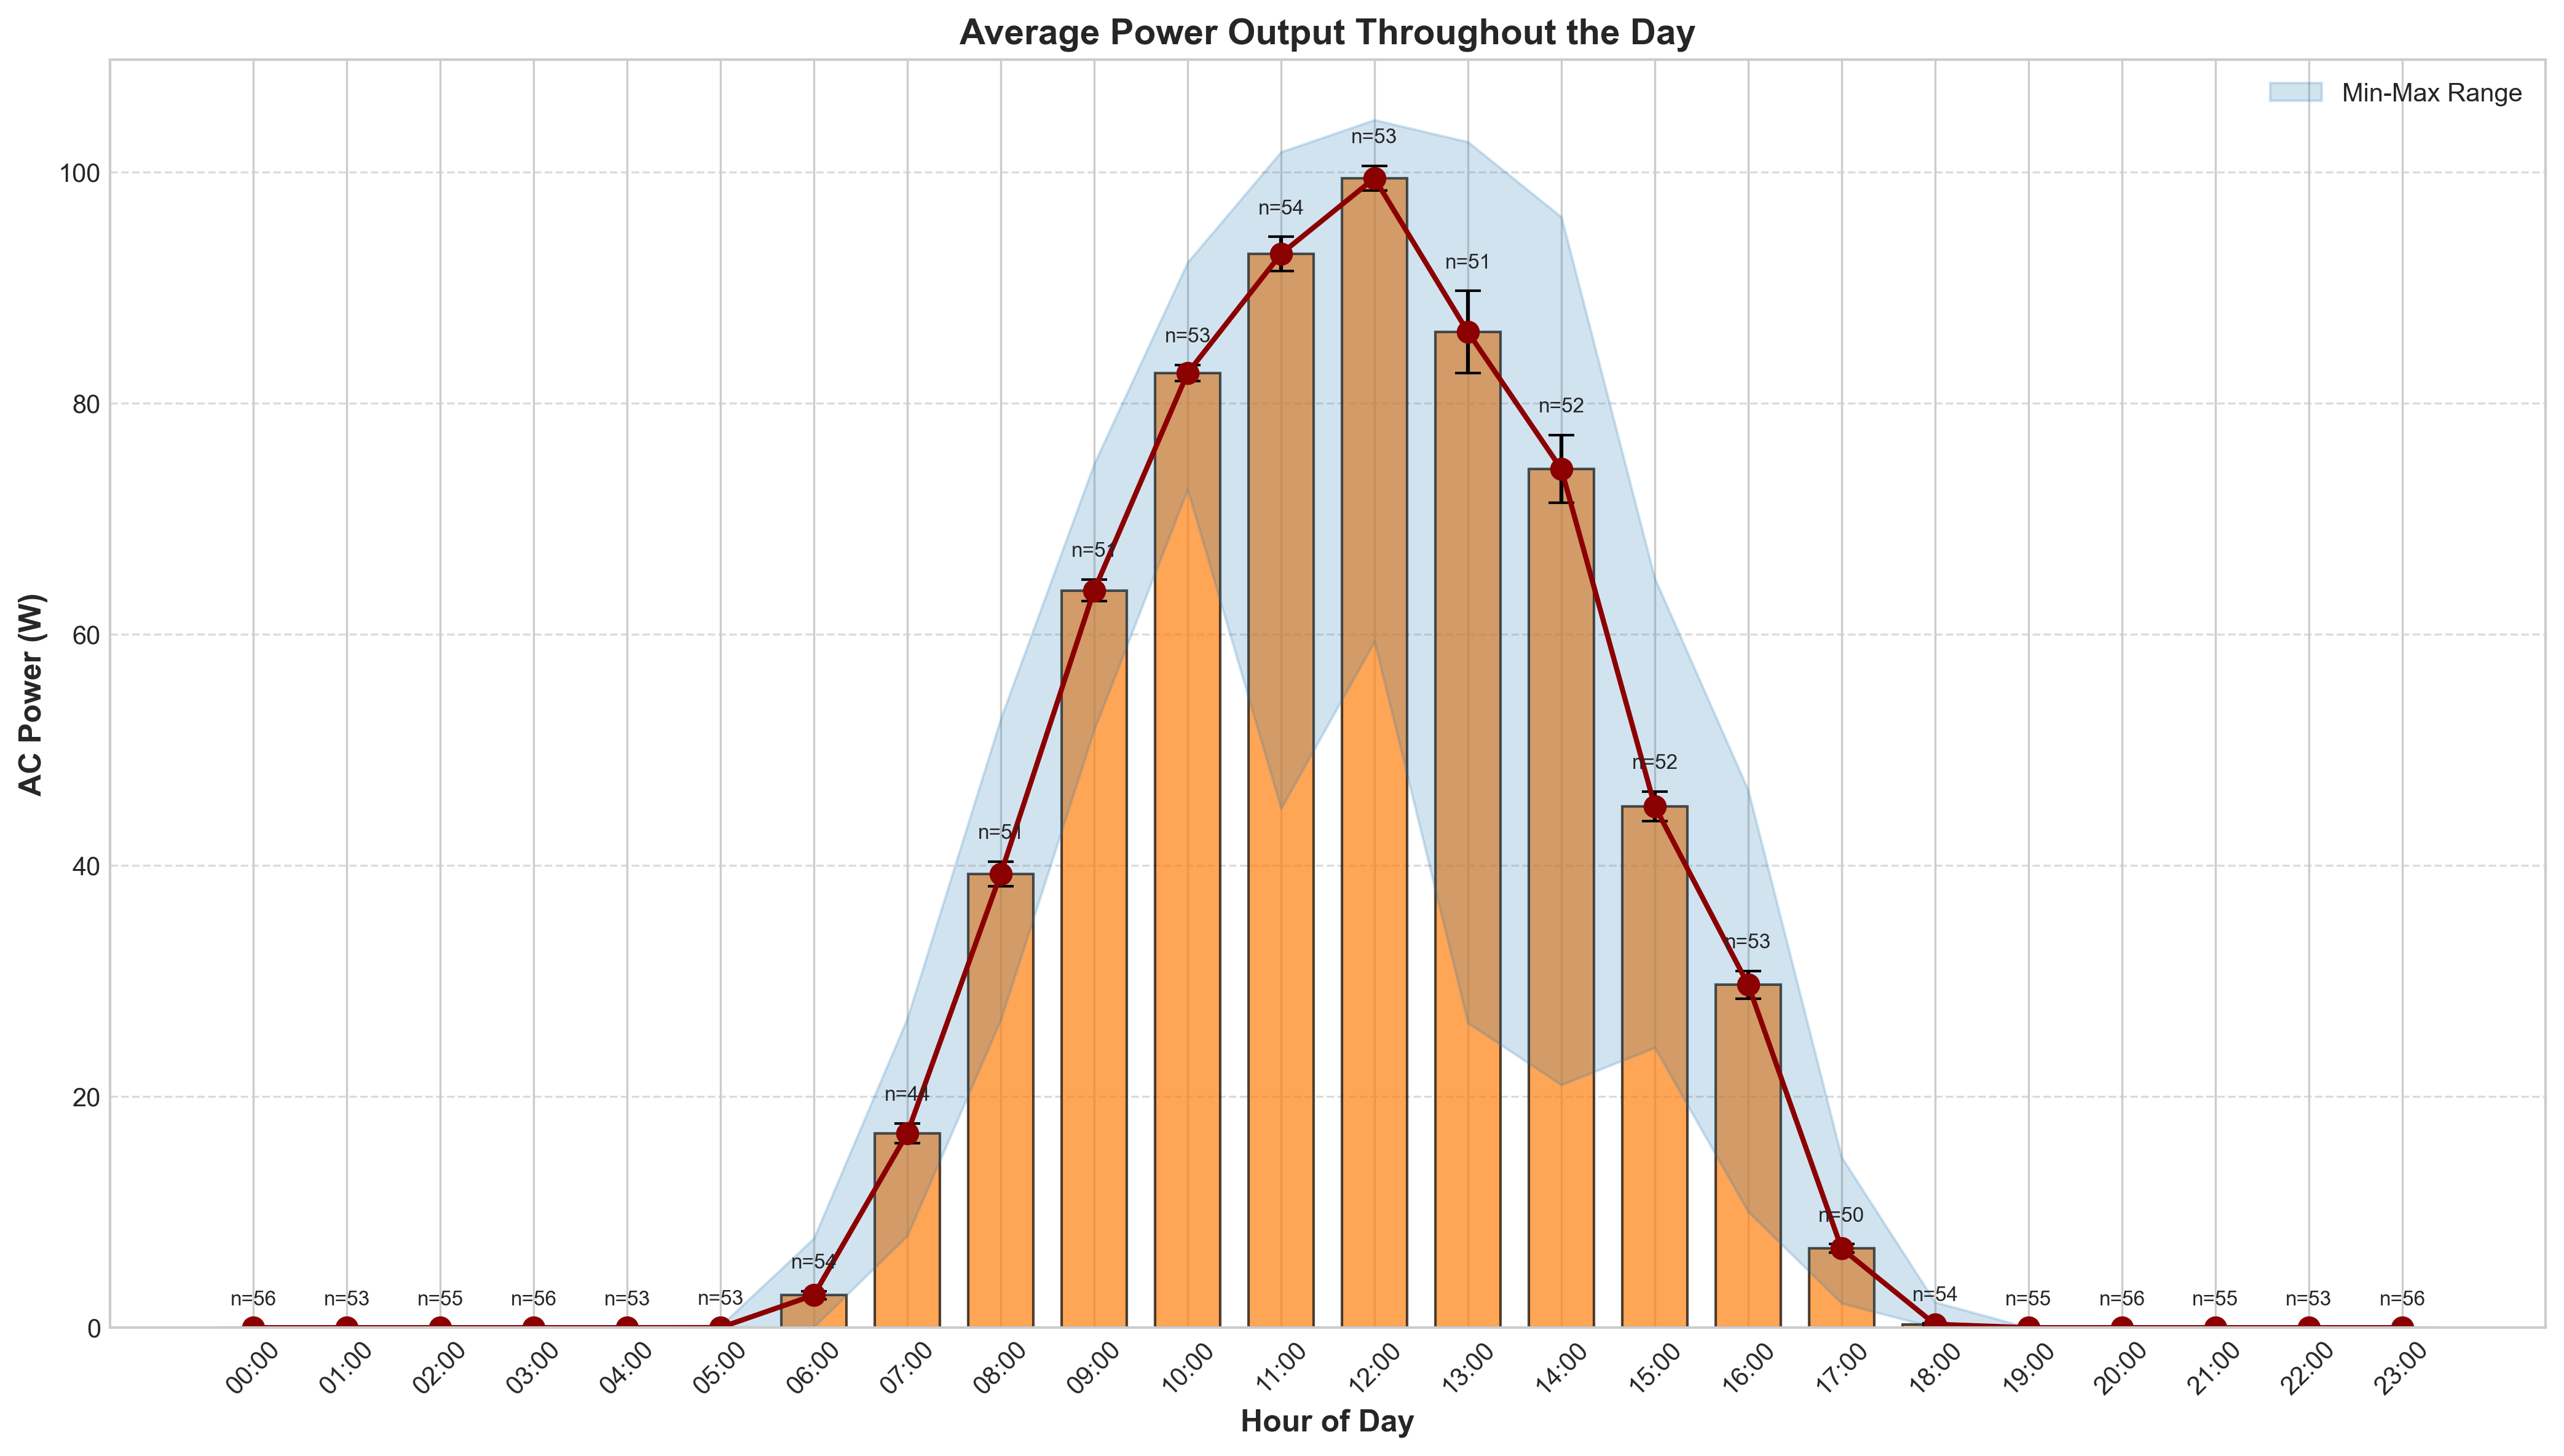 Average Power Output Throughout the Day
Min-Max Range
AC Power (W)
100
80
60
40
20
0
n=56
n=53
n=55
n=56
n=53
n=53
n=54
n=44
n=51
n=51
n=53
n=54
n=53
n=51
n=52
n=52
n=53
n=50
n=54
n=55
n=56
n=55
n=53
n=56
00:00
01:00
02:00
03:00
04:00
05:00
06:00
07:00
08:00
09:00
10:00
11:00
12:00
13:00
14:00
15:00
16:00
17:00
18:00
19:00
20:00
21:00
22:00
23:00
Hour of Day